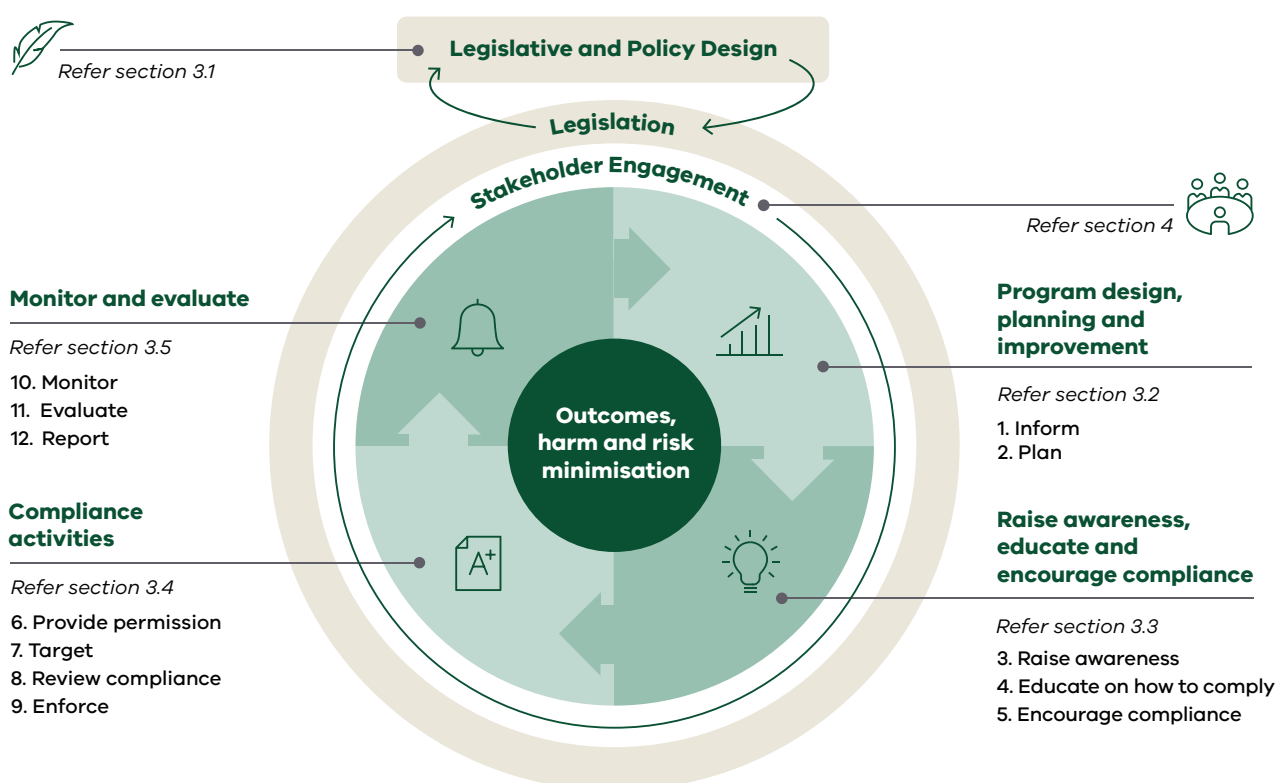 Legislative and Policy Design
Refer section 3.1
Legislation
Stakeholder Engagement
Refer section 4
Program design,
planning and
improvement
Refer section 3.2
1. Inform
2. Plan
Raise awareness,
educate and
encourage compliance
Refer section 3.3
3. Raise awareness
4. Educate on how to comply
5. Encourage compliance
Compliance
activities
Refer section 3.4
6. Provide permission
7. Target
8. Review compliance
9. Enforce
Monitor and evaluate
Refer section 3.5
10. Monitor
11. Evaluate
12. Report
Outcomes,
harm and risk
minimisation
A+